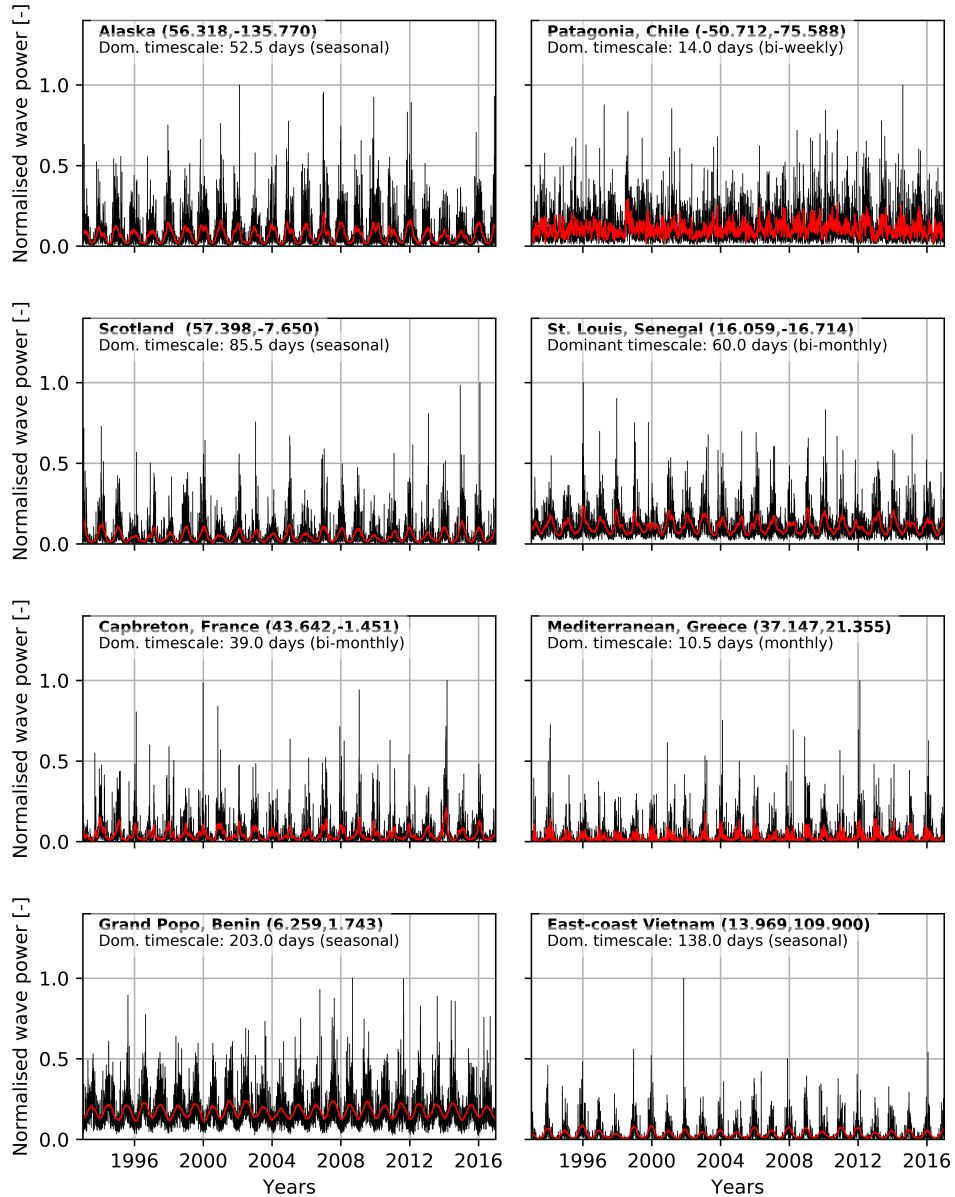 Normalised wave power [-]
Alaska (56.318,-135.770)
Dom. timescale: 52.5 days (seasonal)
1.0
0.5
0.0
Patagonia, Chile (-50.712,-75.588)
Dom. timescale: 14.0 days (bi-weekly)
Normalised wave power [-]
Scotland  (57.398,-7.650)
Dom. timescale: 85.5 days (seasonal)
1.0
0.5
0.0
St. Louis, Senegal (16.059,-16.714)
Dominant timescale: 60.0 days (bi-monthly)
Normalised wave power [-]
Capbreton, France (43.642,-1.451)
Dom. timescale: 39.0 days (bi-monthly)
1.0
0.5
0.0
Mediterranean, Greece (37.147,21.355)
Dom. timescale: 10.5 days (monthly)
Normalised wave power [-]
Grand Popo, Benin (6.259,1.743)
Dom. timescale: 203.0 days (seasonal)
1.0
0.5
0.0
1996 2000 2004 2008 2012 2016
Years
East-coast Vietnam (13.969,109.900)
Dom. timescale: 138.0 days (seasonal)
1996 2000 2004 2008 2012 2016
Years